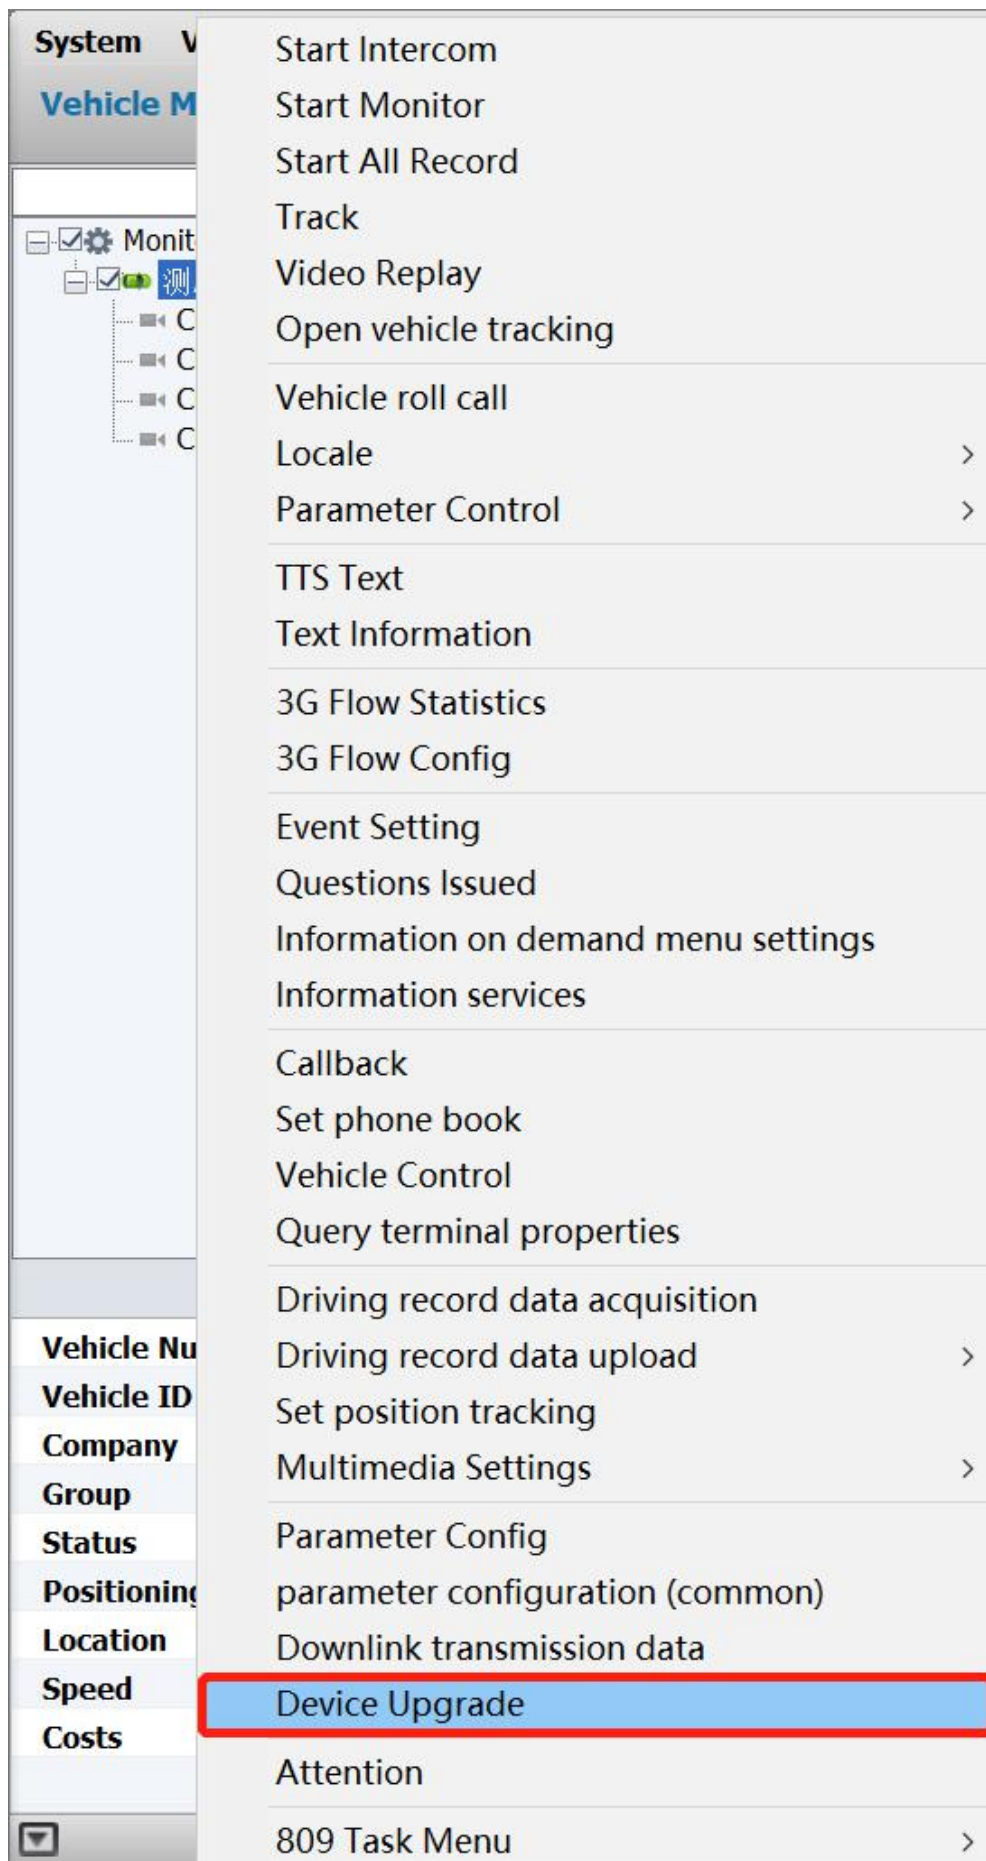 System V
Vehicle M
Monit
测
C
C
C
C
Start Intercom
Start Monitor
Start All Record
Track
Video Replay
Open vehicle tracking
Vehicle roll call
Locale
Parameter Control
TTS Text
Text Information
3G Flow Statistics
3G Flow Config
Event Setting
Questions Issued
Information on demand menu settings
Information services
Callback
Set phone book
Vehicle Control
Query terminal properties
Driving record data acquisition
Driving record data upload
Set position tracking
Multimedia Settings
Parameter Config
parameter configuration (common)
Downlink transmission data
Device Upgrade
Attention
809 Task Menu
Vehicle Nu
Vehicle ID
Company
Group
Status
Positioning
Location
Speed
Costs